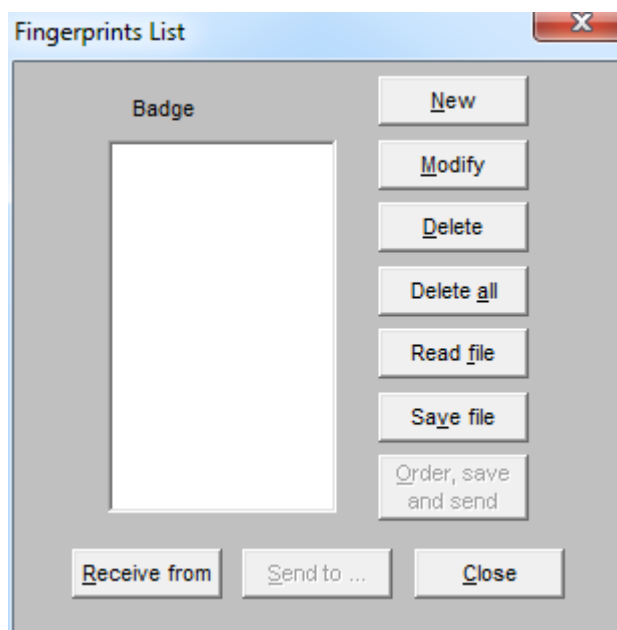 Fingerprints List
Badge
New
Modify
Delete
Delete all
Read file
Save file
Order, save
and send
Receive from
Send to ...
Close